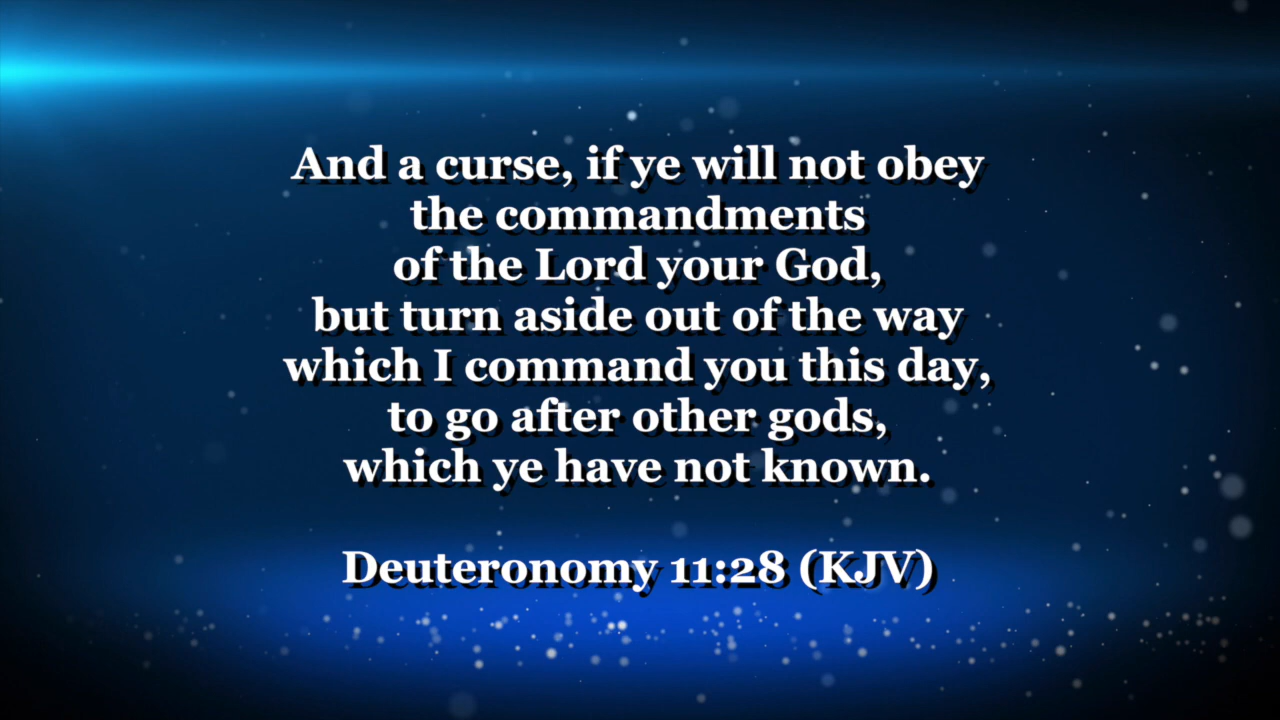 And a curse, if ye will not obey
the commandments
of the Lord your God,
but turn aside out of the way
which I command you this day,
to go after other gods,
which ye have not known.
Deuteronomy 11:28 (KJV)